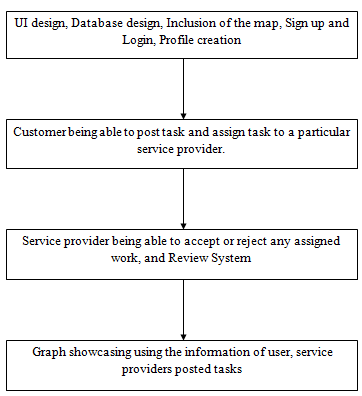 UI design, Database design, Inclusion of the map, Sign up and
Login, Profile creation
Customer being able to post task and assign task to a particular
service provider.
Service provider being able to accept or reject any assigned
work, and Review System
Graph showcasing using the information of user, service
providers posted tasks